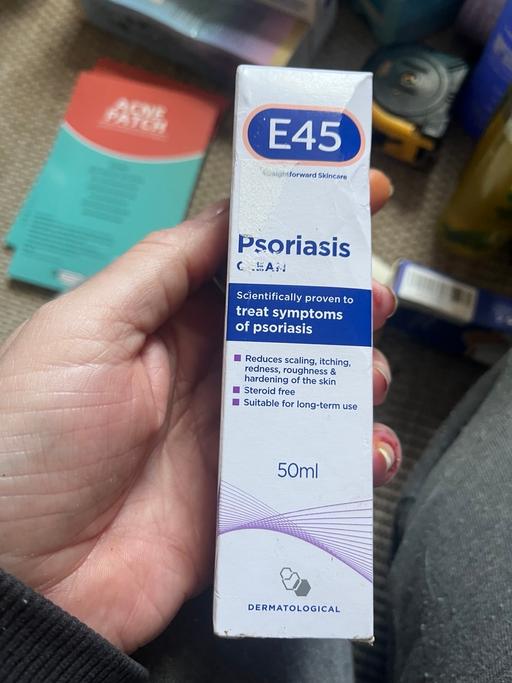 ACNE
PATCH
E45
Straightforward Skincare
Psoriasis
CREAM
Scientifically proven to
treat symptoms
of psoriasis
Reduces scaling, itching,
redness, roughness &
hardening of the skin
Steroid free
Suitable for long-term use
50ml
DERMATOLOGICAL